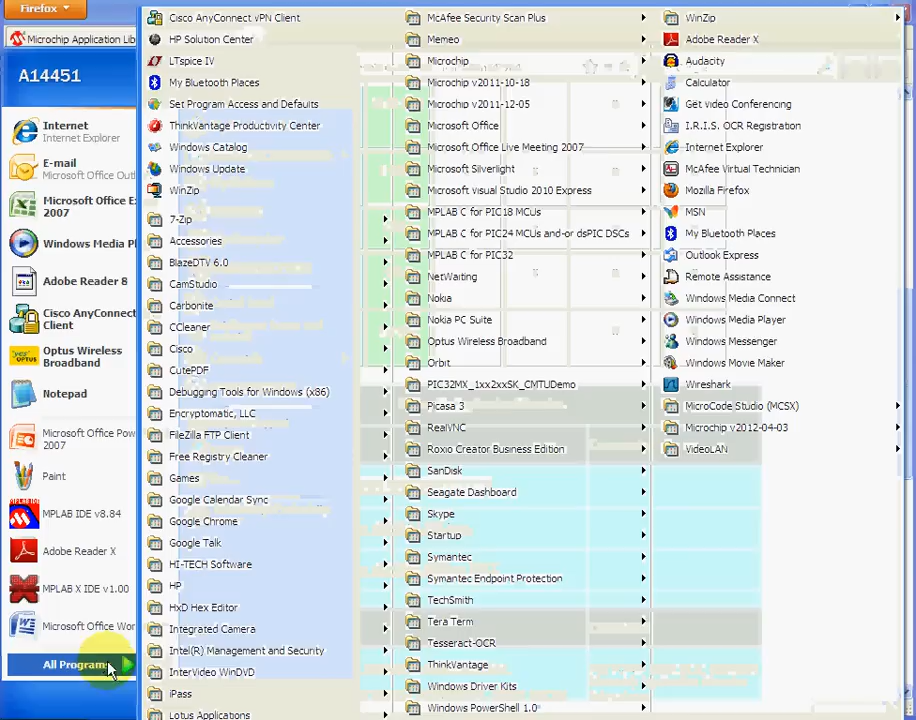 Firefox
Microchip Application Lib
A14451
Internet
Internet Explorer
E-mail
Microsoft Office Out
Microsoft Office E
2007
Windows Media Pl
Adobe Reader 8
Cisco AnyConnect
Client
Optus Wireless
Broadband
Notepad
Microsoft Office Pow
2007
Paint
MPLAB IDE v8.84
Adobe Reader X
MPLAB X IDE v1.00
Microsoft Office Wor
All Programs
Cisco AnyConnect VPN Client
HP Solution Center
LTspice IV
My Bluetooth Places
Set Program Access and Defaults
ThinkVantage Productivity Center
Windows Catalog
Windows Update
WinZip
7-Zip
Accessories
BlazeDTV 6.0
CamStudio
Carbonite
CCleaner
Cisco
CutePDF
Debugging Tools for Windows (x86)
Encryptomatic, LLC
FileZilla FTP Client
Free Registry Cleaner
Games
Google Calendar Sync
Google Chrome
Google Talk
HI-TECH Software
HP
HxD Hex Editor
Integrated Camera
Intel(R) Management and Security
InterVideo WinDVD
iPass
Lotus Applications
McAfee Security Scan Plus
Memeo
Microchip
Microchip v2011-10-18
Microchip v2011-12-05
Microsoft Office
Microsoft Office Live Meeting 2007
Microsoft Silverlight
Microsoft Visual Studio 2010 Express
MPLAB C for PIC18 MCUs
MPLAB C for PIC24 MCUs and-or dsPIC DSCs
MPLAB C for PIC32
NetWaiting
Nokia
Nokia PC Suite
Optus Wireless Broadband
Orbit
PIC32MX_1xx2xxSK_CMTUDemo
Picasa 3
RealVNC
Roxio Creator Business Edition
SanDisk
Seagate Dashboard
Skype
Startup
Symantec
Symantec Endpoint Protection
TechSmith
Tera Term
Tesseract-OCR
ThinkVantage
Windows Driver Kits
Windows PowerShell 1.0
WinZip
Adobe Reader X
Audacity
Calculator
Get Video Conferencing
I.R.I.S. OCR Registration
Internet Explorer
McAfee Virtual Technician
Mozilla Firefox
MSN
My Bluetooth Places
Outlook Express
Remote Assistance
Windows Media Connect
Windows Media Player
Windows Messenger
Windows Movie Maker
Wireshark
MicroCode Studio (MCSX)
Microchip v2012-04-03
VideoLAN